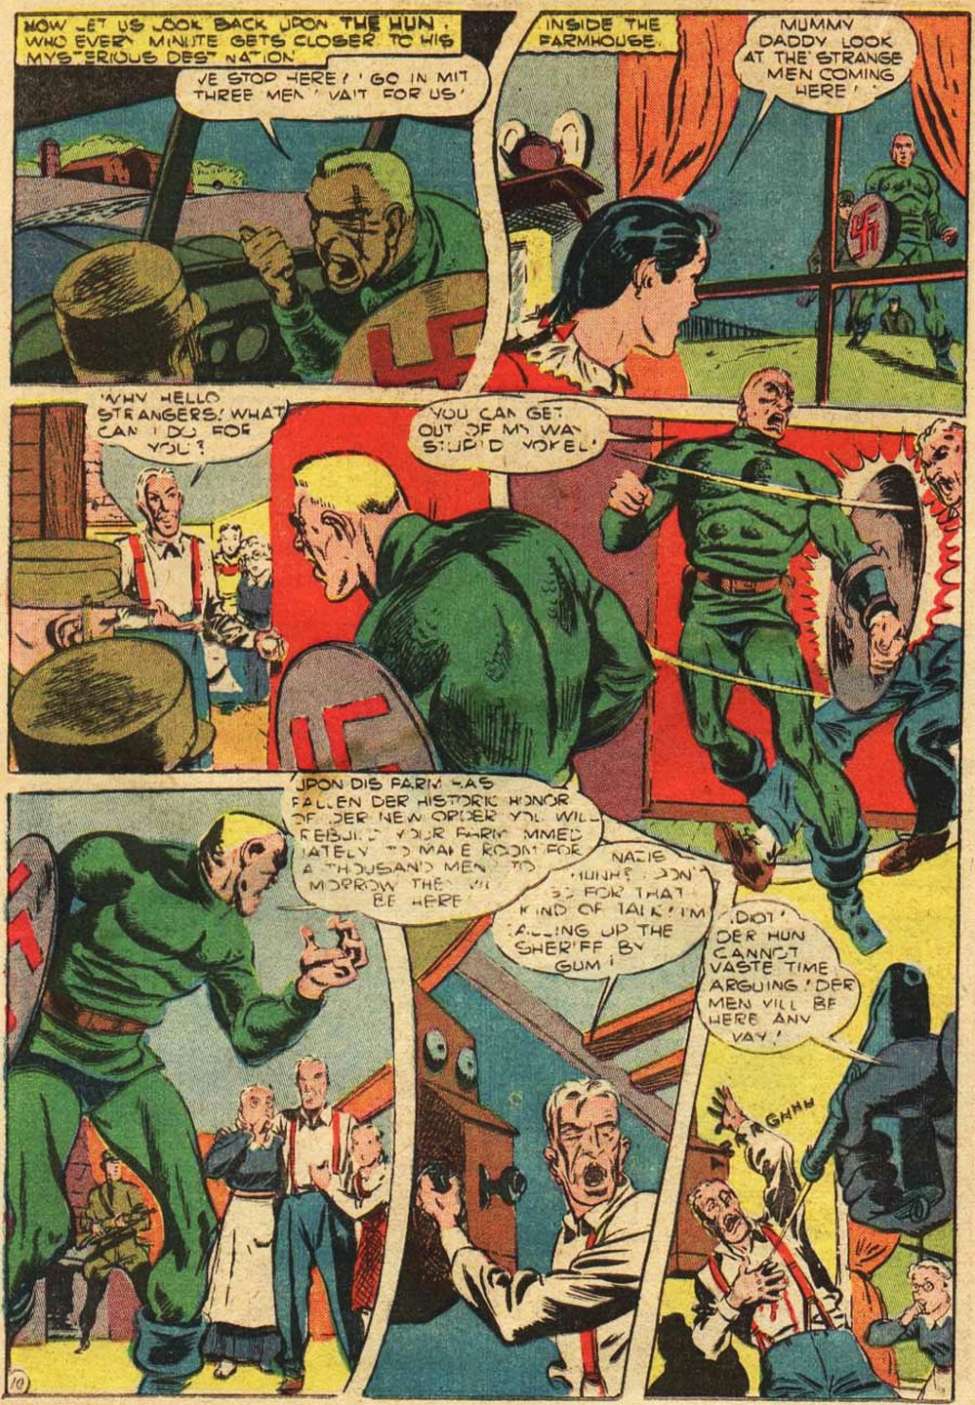 NOW LET US LOOK BACK UPON THE HUN.
WHO EVERY MINUTE GETS CLOSER TO HIS
MYSTERIOUS DESTINATION
VE STOP HERE! I GO IN MIT
THREE MEN! VAIT FOR US!
INSIDE THE
FARMHOUSE.
MUMMY
DADDY LOOK
AT THE STRANGE
MEN COMING
HERE!
WHY HELLO
STRANGERS! WHAT
CAN I DO FOR
YOU?
YOU CAN GET
OUT OF MY WAY
STUPID YOKEL!
UPON DIS FARM HAS
FALLEN DER HISTORIC HONOR
OF DER NEW ORDER YOU WILL
REBUILD YOUR FARM IMMED
IATELY TO MAKE ROOM FOR
A THOUSAND MEN! TO
MORROW THEY WILL
BE HERE
NAZIS
HUNH? DON'T
GO FOR THAT
KIND OF TALK! I'M
CALLING UP THE
SHERIFF BY
GUM!
IDIOT!
DER HUN
CANNOT
VASTE TIME
ARGUING! DER
MEN VILL BE
HERE ANY
VAY!
GHHH
10